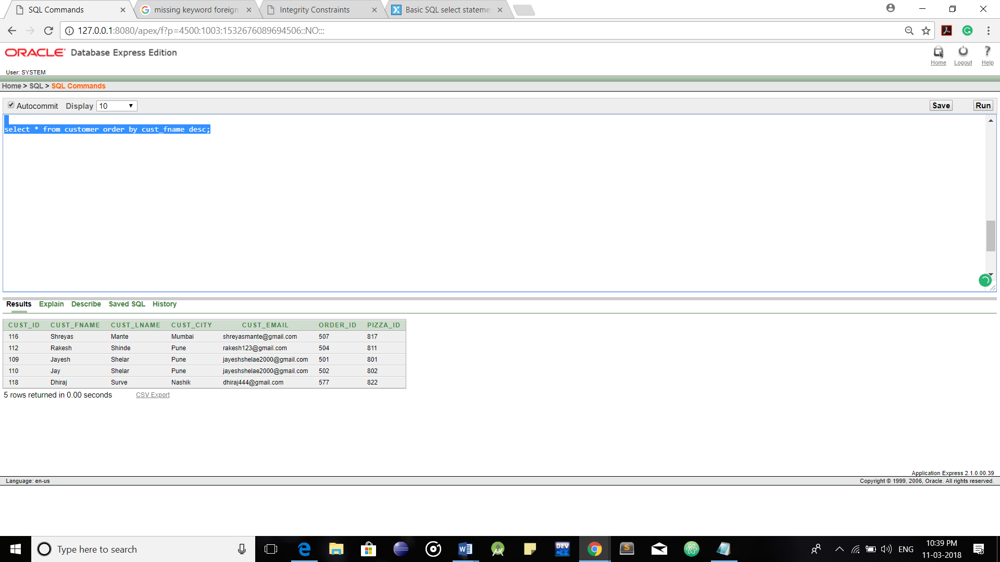 SQL Commands
missing keyword foreign
Integrity Constraints
Basic SQL select stateme
127.0.0.1:8080/apex/f?p=4500:1003:1532676089694506::NO:::
ORACLE Database Express Edition
Home
Logout
Help
User: SYSTEM
Home > SQL > SQL Commands
Autocommit
Display
10
Save
Run
select * from customer order by cust_fname desc;
Results
Explain
Describe
Saved SQL
History
CUST_ID CUST_FNAME CUST_LNAME CUST_CITY CUST_EMAIL ORDER_ID PIZZA_ID
116 Shreyas Mante Mumbai shreyasmante@gmail.com 507 817
112 Rakesh Shinde Pune rakesh123@gmail.com 504 811
109 Jayesh Shelar Pune jayeshshelae2000@gmail.com 501 801
110 Jay Shelar Pune jayeshshelae2000@gmail.com 502 802
118 Dhiraj Surve Nashik dhiraj444@gmail.com 577 822
5 rows returned in 0.00 seconds
CSV Export
Application Express 2.1.0.00.39
Language: en-us
Copyright © 1999, 2006, Oracle. All rights reserved.
Type here to search
DEV C++
ENG
10:39 PM
11-03-2018